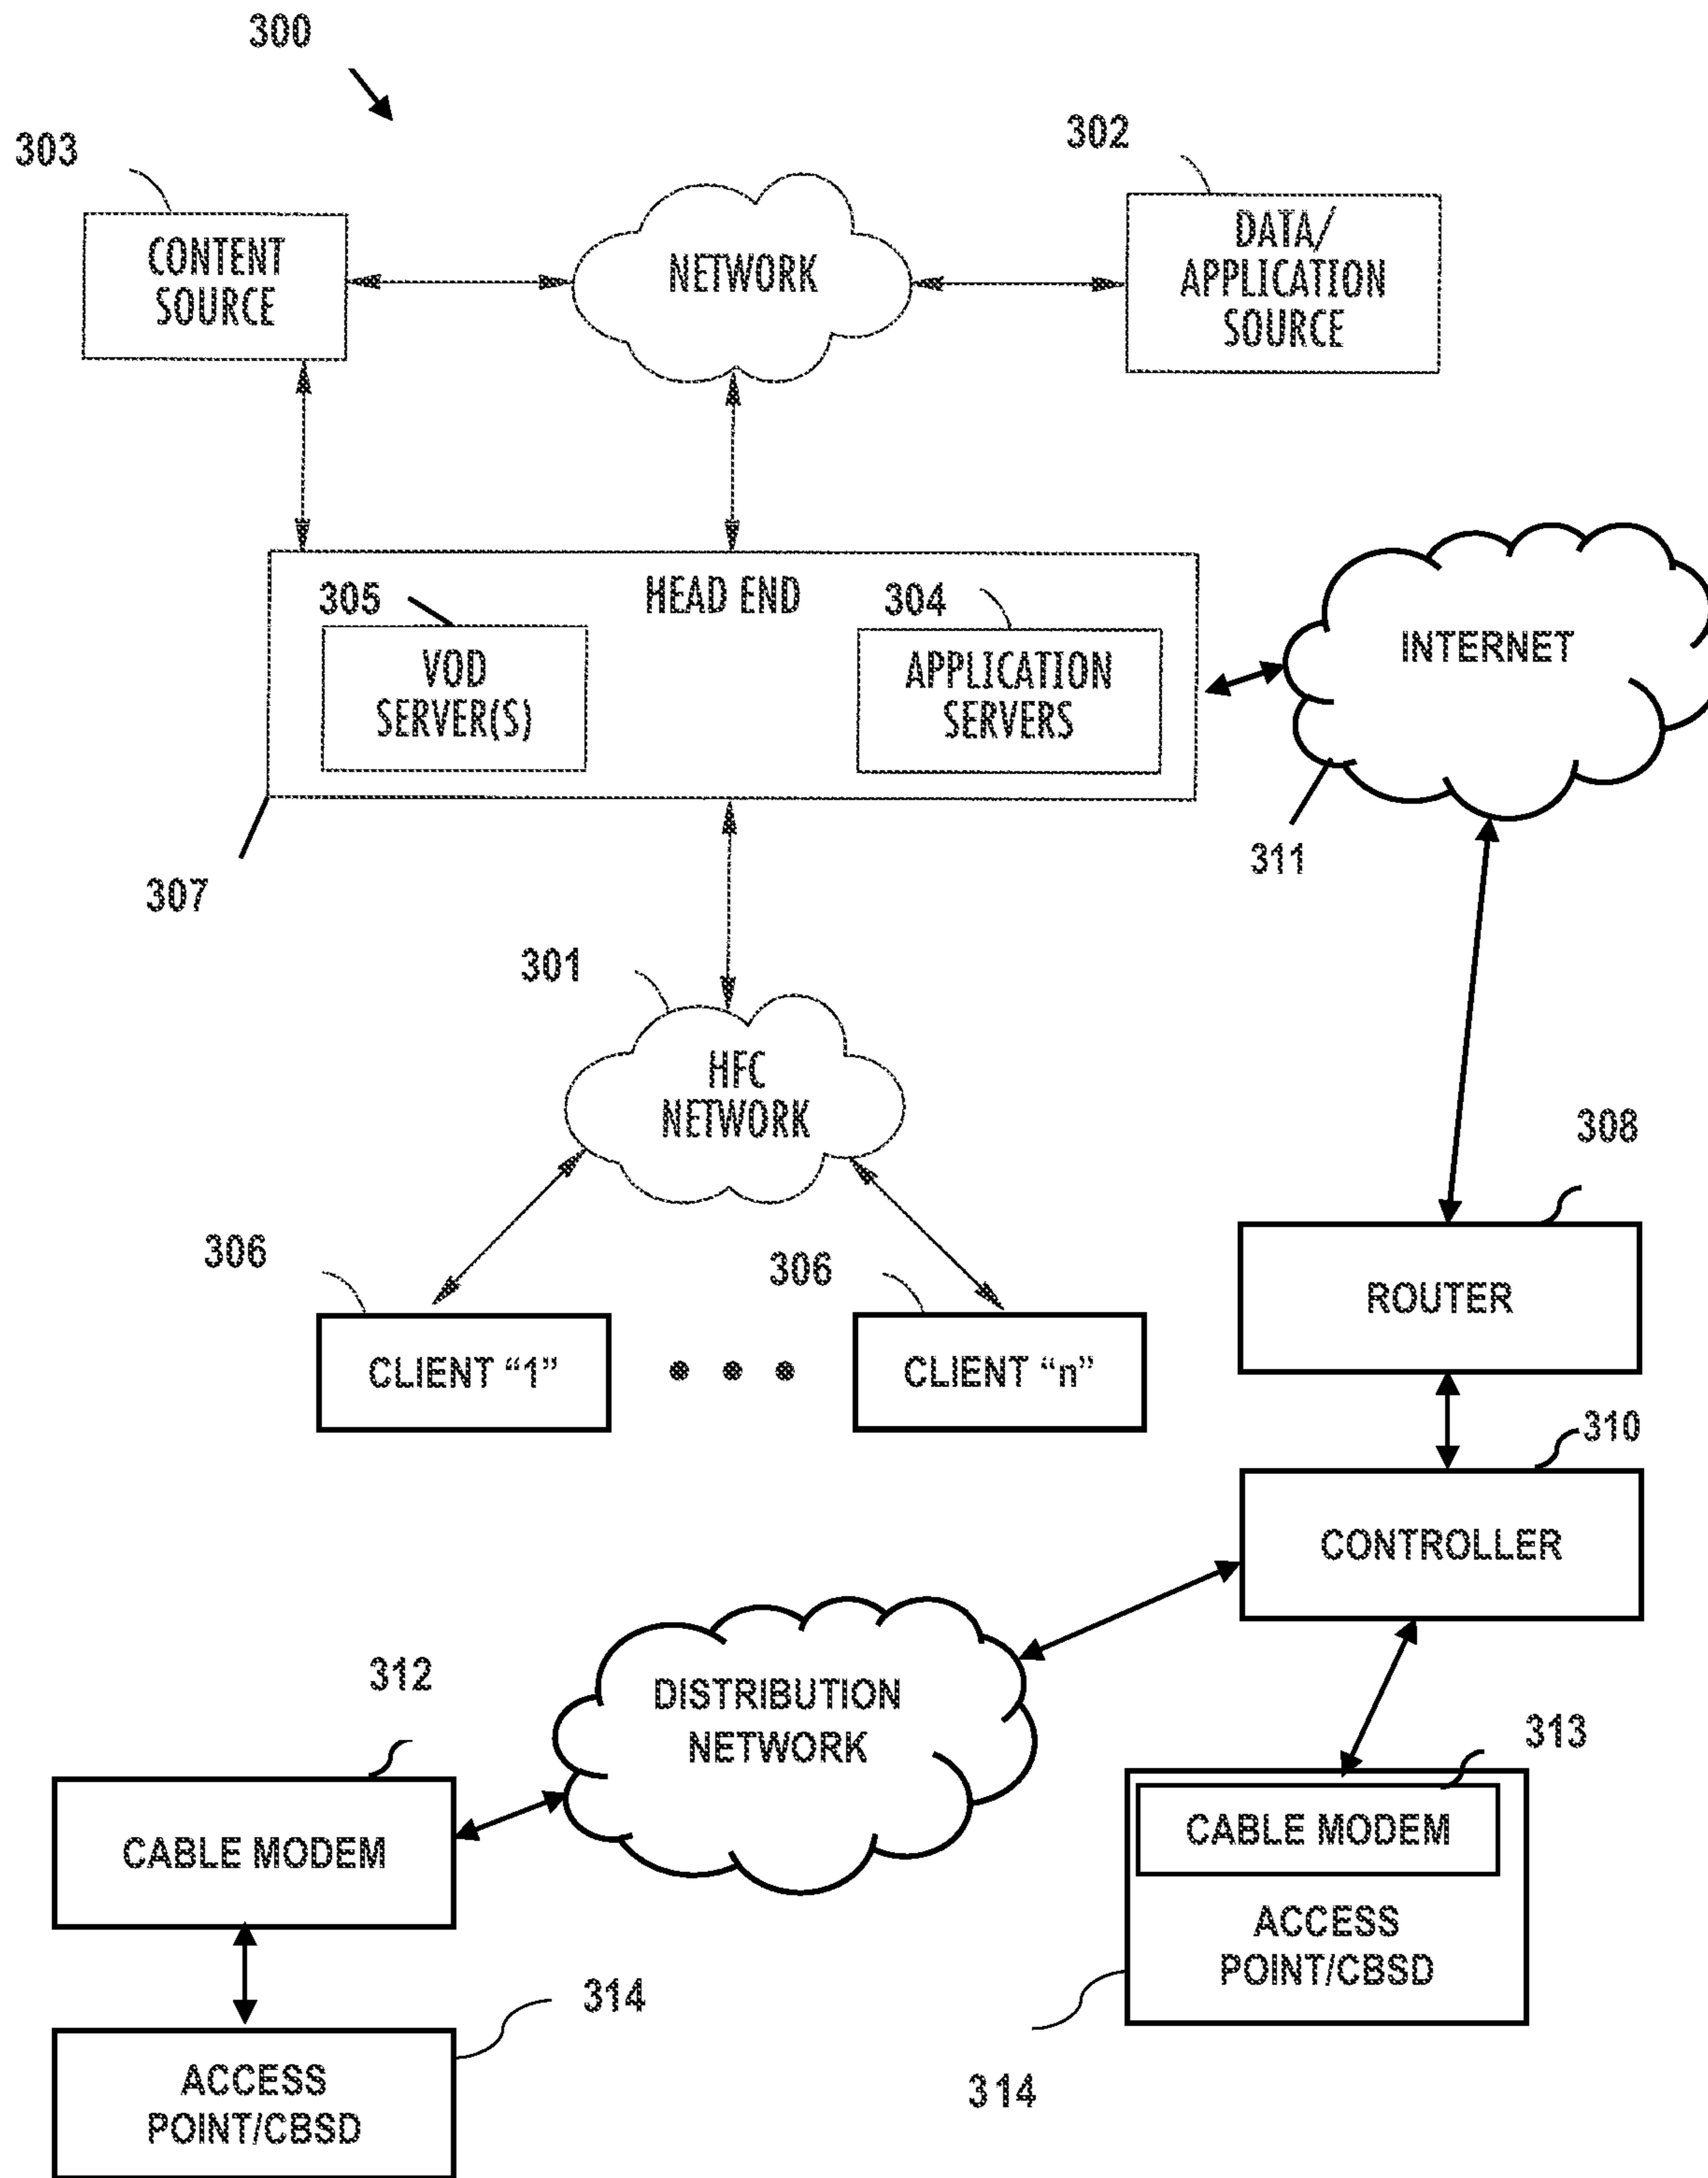 300
303
302
CONTENT
SOURCE
NETWORK
DATA/
APPLICATION
SOURCE
HEAD END
305
304
VOD
SERVER(S)
APPLICATION
SERVERS
INTERNET
311
307
301
HFC
NETWORK
308
306
306
ROUTER
CLIENT “1”
CLIENT “n”
310
CONTROLLER
312
DISTRIBUTION
NETWORK
313
CABLE MODEM
CABLE MODEM
ACCESS
POINT/CBSD
314
314
ACCESS
POINT/CBSD